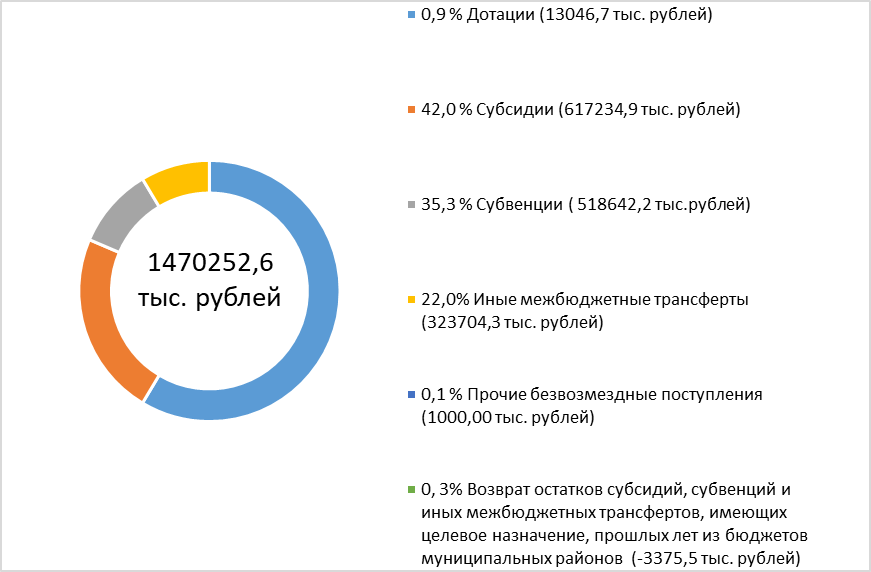 0,9 % Дотации (13046,7 тыс. рублей)
42,0 % Субсидии (617234,9 тыс. рублей)
35,3 % Субвенции ( 518642,2 тыс.рублей)
1470252,6
тыс. рублей
22,0% Иные межбюджетные трансферты
(323704,3 тыс. рублей)
0,1 % Прочие безвозмездные поступления
(1000,00 тыс. рублей)
0, 3% Возврат остатков субсидий, субвенций и
иных межбюджетных трансфертов, имеющих
целевое назначение, прошлых лет из бюджетов
муниципальных районов (-3375,5 тыс. рублей)